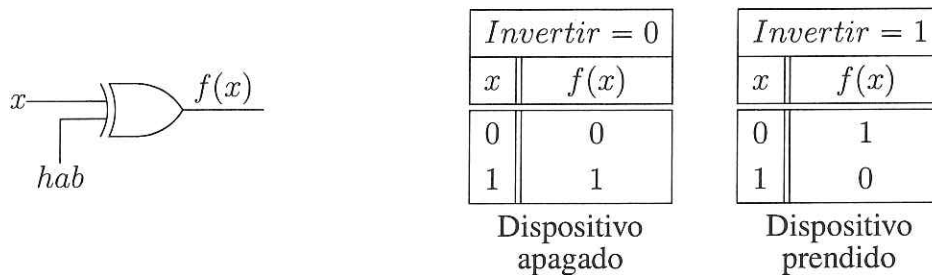 x
hab
f(x)
Invertir = 0
x f(x)
0 0
1 1
Dispositivo
apagado
Invertir = 1
x f(x)
0 1
1 0
Dispositivo
prendido